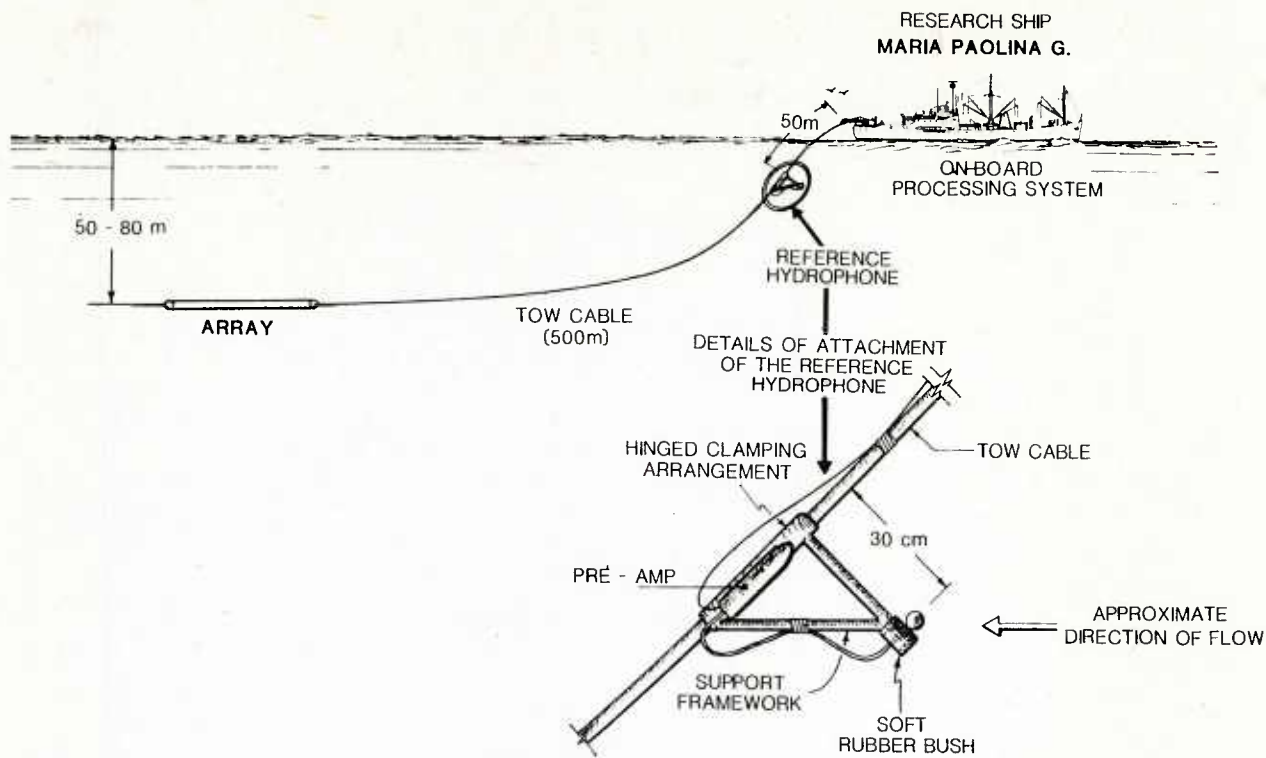 RESEARCH SHIP
MARIA PAOLINA G.
50m
ON-BOARD
PROCESSING SYSTEM
50 - 80 m
REFERENCE
HYDROPHONE
ARRAY
TOW CABLE
(500m)
DETAILS OF ATTACHMENT
OF THE REFERENCE
HYDROPHONE
HINGED CLAMPING
ARRANGEMENT
TOW CABLE
30 cm
PRE - AMP
APPROXIMATE
DIRECTION OF FLOW
SUPPORT
FRAMEWORK
SOFT
RUBBER BUSH